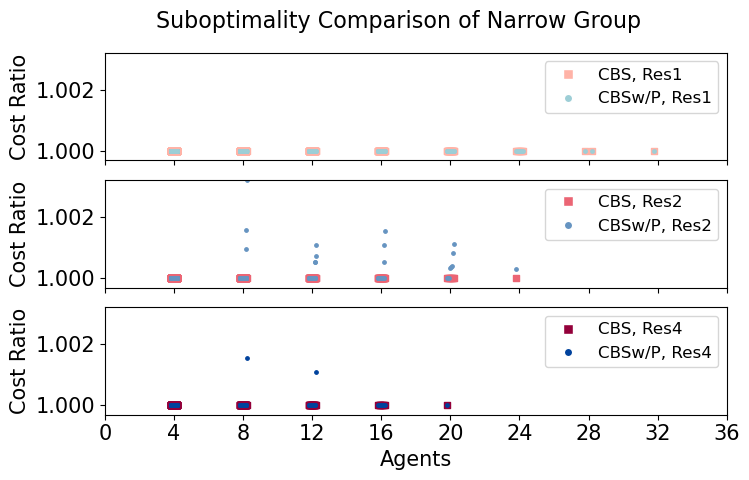 Suboptimality Comparison of Narrow Group
Cost Ratio
1.002
1.000
CBS, Res1
CBSw/P, Res1
Cost Ratio
1.002
1.000
CBS, Res2
CBSw/P, Res2
Cost Ratio
1.002
1.000
CBS, Res4
CBSw/P, Res4
0 4 8 12 16 20 24 28 32 36
Agents